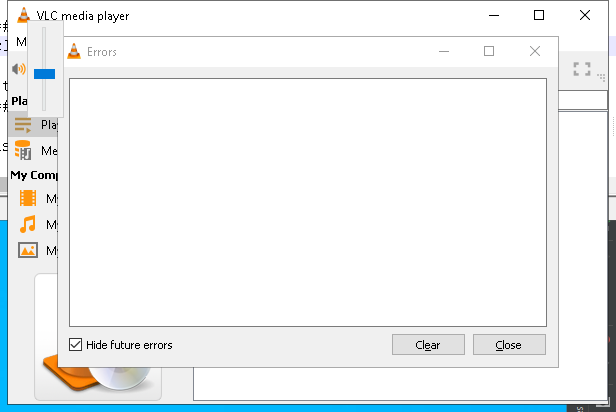 VLC media player
M
Errors
Pla
Play
Me
My Comp
My
My
My
Hide future errors
Clear
Close